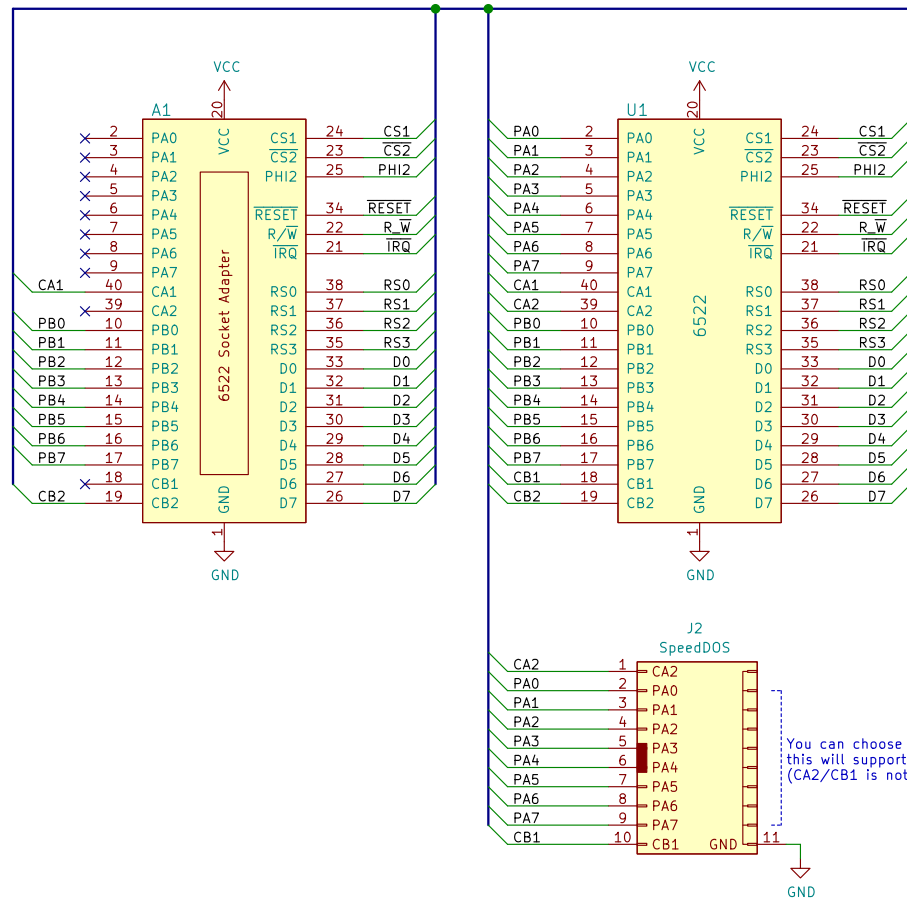 VCC
A1
20
VCC
2 PA0
3 PA1
4 PA2
5 PA3
6 PA4
7 PA5
8 PA6
9 PA7
CA1 40 CA1
39 CA2
PB0 10 PB0
PB1 11 PB1
PB2 12 PB2
PB3 13 PB3
PB4 14 PB4
PB5 15 PB5
PB6 16 PB6
PB7 17 PB7
18 CB1
CB2 19 CB2
6522 Socket Adapter
CS1 24 CS1
CS2 23 CS2
PHI2 25 PHI2
RESET 34 RESET
R/W 22 R_W
IRQ 21 IRQ
RS0 38 RS0
RS1 37 RS1
RS2 36 RS2
RS3 35 RS3
D0 33 D0
D1 32 D1
D2 31 D2
D3 30 D3
D4 29 D4
D5 28 D5
D6 27 D6
D7 26 D7
GND
1
GND
VCC
U1
20
VCC
PA0 2 PA0
PA1 3 PA1
PA2 4 PA2
PA3 5 PA3
PA4 6 PA4
PA5 7 PA5
PA6 8 PA6
PA7 9 PA7
CA1 40 CA1
CA2 39 CA2
PB0 10 PB0
PB1 11 PB1
PB2 12 PB2
PB3 13 PB3
PB4 14 PB4
PB5 15 PB5
PB6 16 PB6
PB7 17 PB7
CB1 18 CB1
CB2 19 CB2
6522
CS1 24 CS1
CS2 23 CS2
PHI2 25 PHI2
RESET 34 RESET
R/W 22 R_W
IRQ 21 IRQ
RS0 38 RS0
RS1 37 RS1
RS2 36 RS2
RS3 35 RS3
D0 33 D0
D1 32 D1
D2 31 D2
D3 30 D3
D4 29 D4
D5 28 D5
D6 27 D6
D7 26 D7
GND
1
GND
J2
SpeedDOS
CA2 1 CA2
PA0 2 PA0
PA1 3 PA1
PA2 4 PA2
PA3 5 PA3
PA4 6 PA4
PA5 7 PA5
PA6 8 PA6
PA7 9 PA7
CB1 10 CB1
GND 11
GND
You can choose
this will support
(CA2/CB1 is not